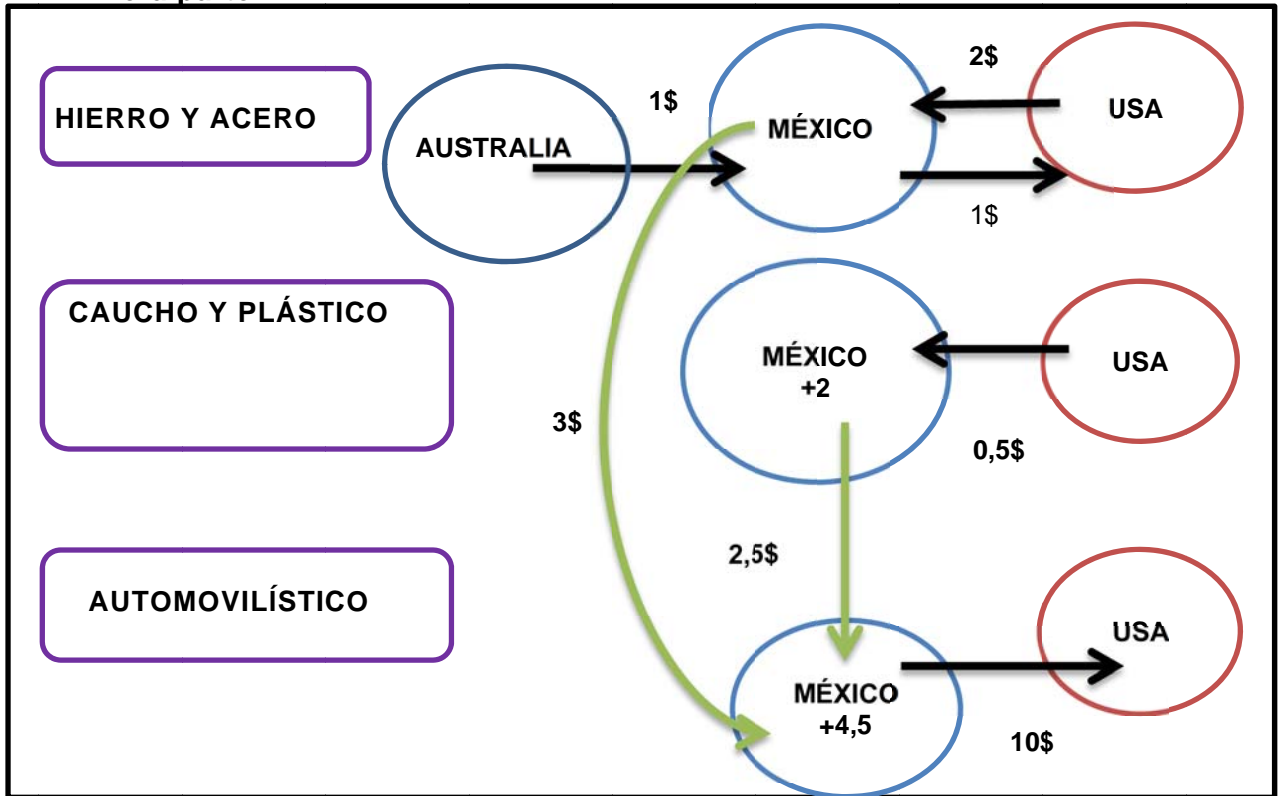 HIERRO Y ACERO
AUSTRALIA
1$
MÉXICO
2$
USA
1$
CAUCHO Y PLÁSTICO
MÉXICO
+2
USA
0,5$
3$
2,5$
AUTOMOVILÍSTICO
MÉXICO
+4,5
USA
10$